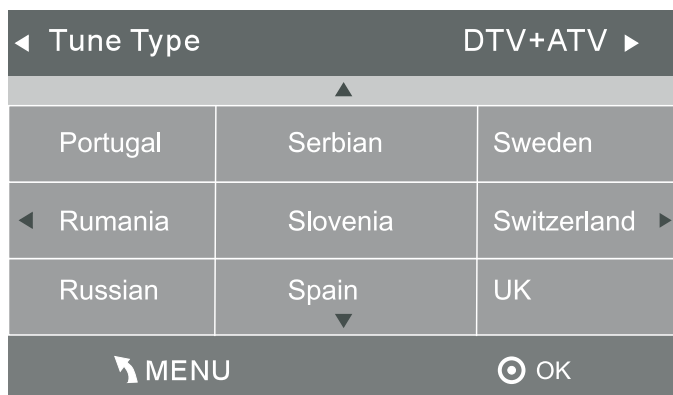 Tune Type DTV+ATV
Portugal Serbian Sweden
Rumania Slovenia Switzerland
Russian Spain UK
MENU OK